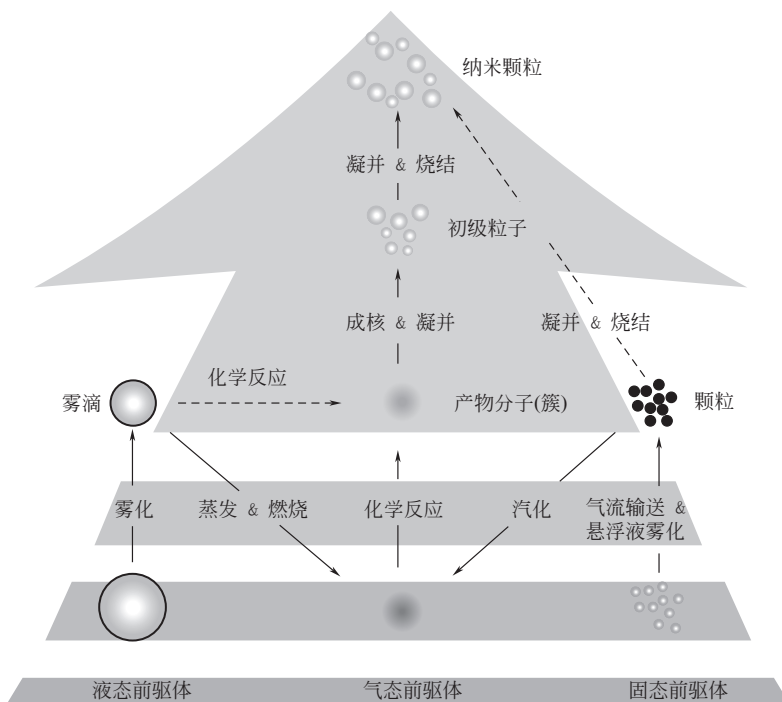 纳米颗粒
凝并 & 烧结
初级粒子
成核 & 凝并
凝并 & 烧结
化学反应
雾滴
产物分子(簇)
颗粒
雾化
蒸发 & 燃烧
化学反应
汽化
气流输送 &
悬浮液雾化
液态前驱体
气态前驱体
固态前驱体